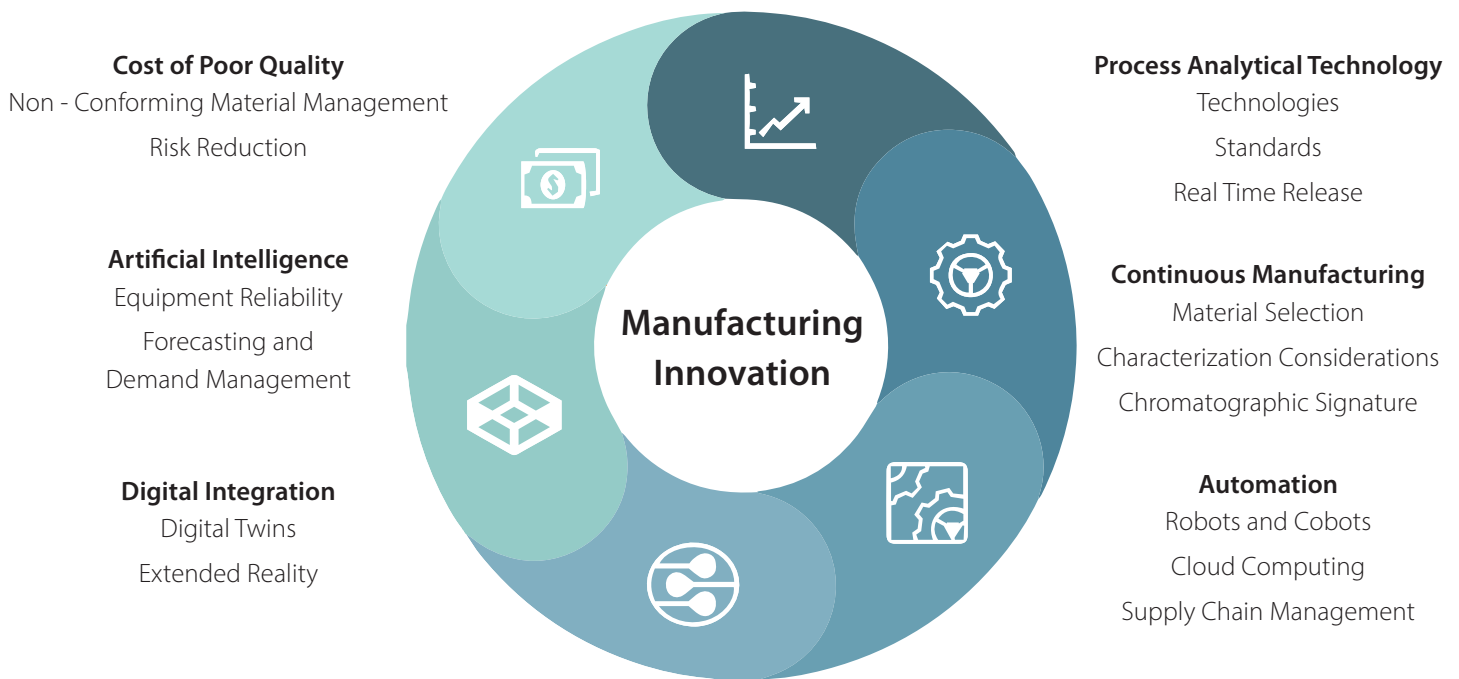 Cost of Poor Quality
Non - Conforming Material Management
Risk Reduction
Artificial Intelligence
Equipment Reliability
Forecasting and
Demand Management
Digital Integration
Digital Twins
Extended Reality
Manufacturing
Innovation
Process Analytical Technology
Technologies
Standards
Real Time Release
Continuous Manufacturing
Material Selection
Characterization Considerations
Chromatographic Signature
Automation
Robots and Cobots
Cloud Computing
Supply Chain Management